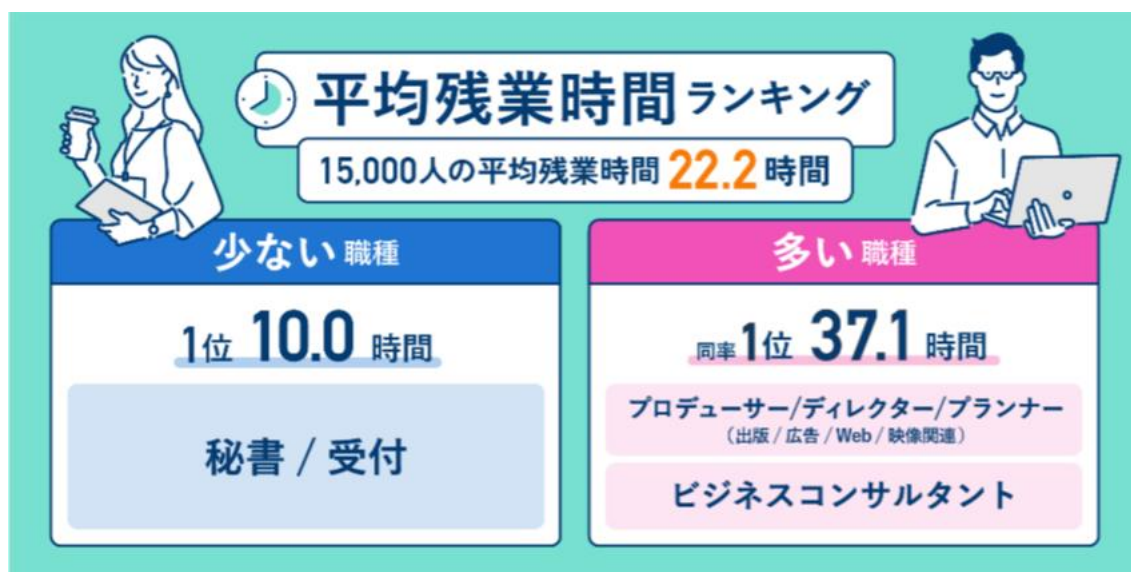 平均残業時間ランキング
15,000人の平均残業時間 22.2 時間
少ない 職種
1位 10.0 時間
秘書 / 受付
多い 職種
同率1位 37.1 時間
プロデューサー/ディレクター/プランナー
（出版 / 広告 / Web / 映像関連）
ビジネスコンサルタント